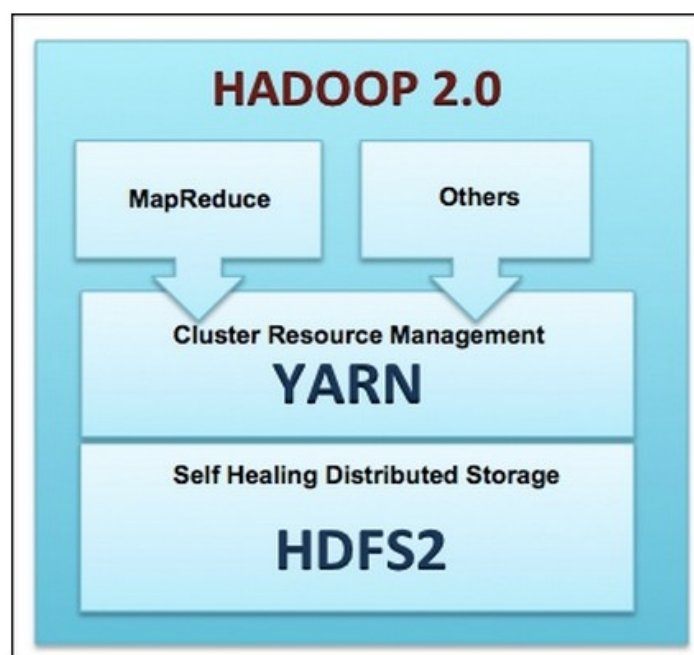 HADOOP 2.0
MapReduce
Others
Cluster Resource Management
YARN
Self Healing Distributed Storage
HDFS2